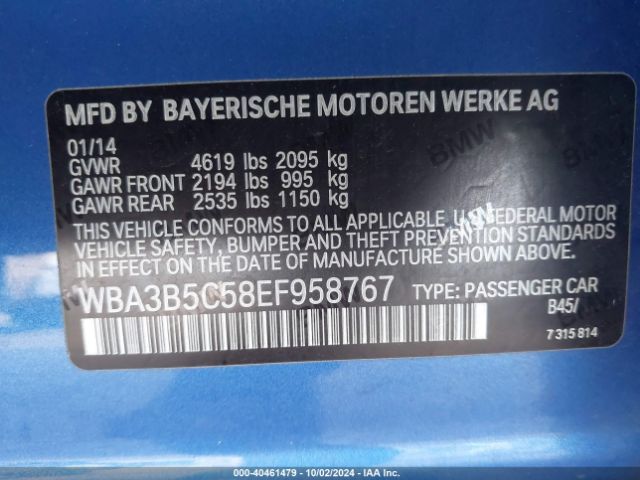 MFD BY BAYERISCHE MOTOREN WERKE AG
01/14
GVWR 4619 lbs 2095 kg
GAWR FRONT 2194 lbs 995 kg
GAWR REAR 2535 lbs 1150 kg
THIS VEHICLE CONFORMS TO ALL APPLICABLE U.S. FEDERAL MOTOR
VEHICLE SAFETY, BUMPER AND THEFT PREVENTION STANDARDS
IN EFFECT ON THE DATE OF MANUFACTURE SHOWN ABOVE.
WBA3B5C58EF958767 TYPE: PASSENGER CAR
B45/
7 315 814
000-40461479 | 10/02/2024 | IAA Inc.